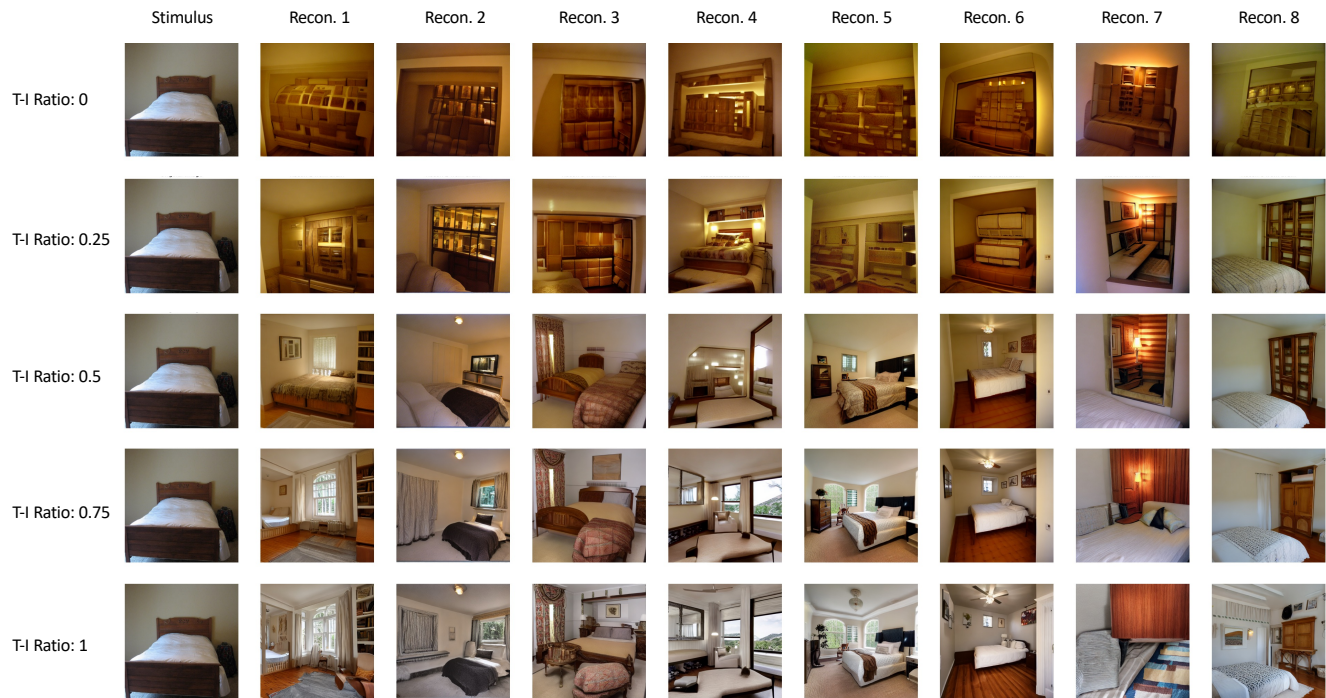 Stimulus Recon. 1 Recon. 2 Recon. 3 Recon. 4 Recon. 5 Recon. 6 Recon. 7 Recon. 8
T-I Ratio: 0
T-I Ratio: 0.25
T-I Ratio: 0.5
T-I Ratio: 0.75
T-I Ratio: 1